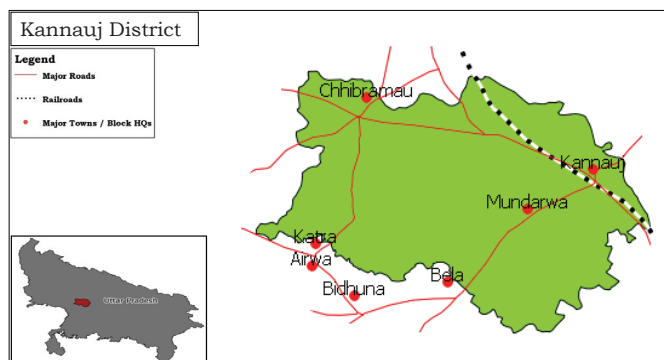 Kannauj District
Legend
Major Roads
Railroads
Major Towns / Block HQs
Chhibramau
Kannauj
Mundarwa
Katra
Airwa
Bela
Bidhuna
Uttar Pradesh